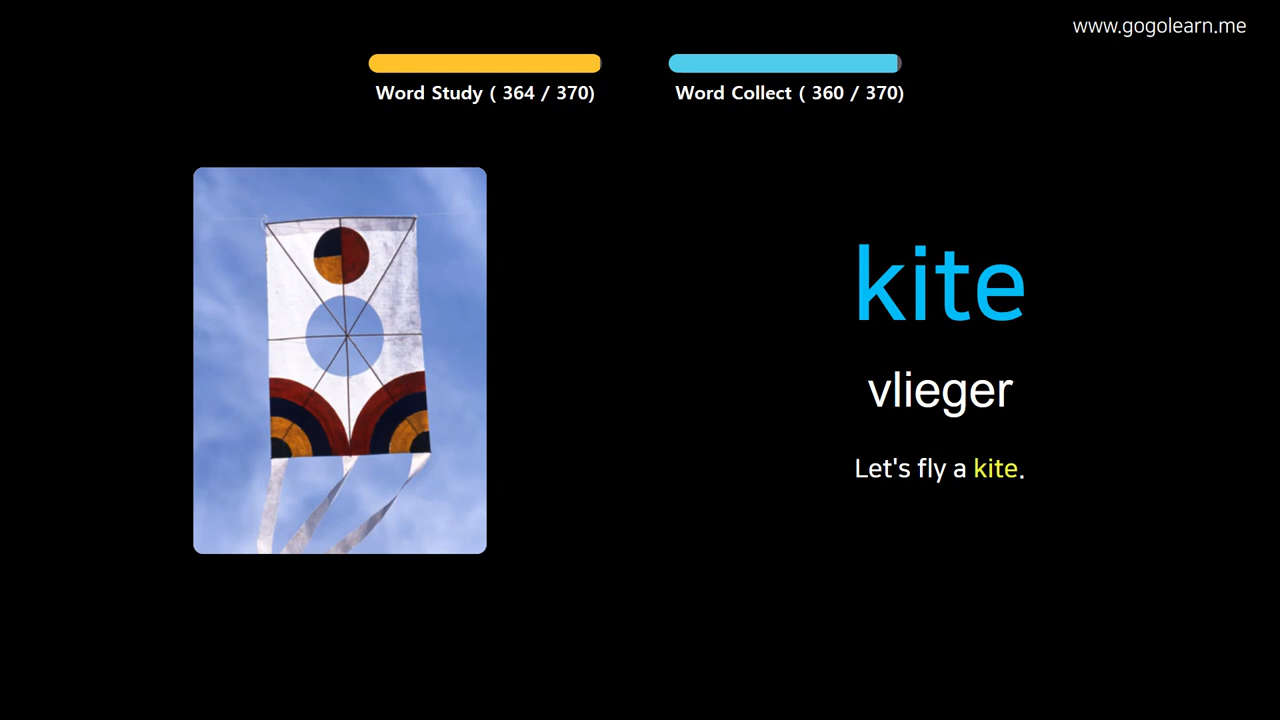 www.gogolearn.me
Word Study ( 364 / 370)
Word Collect ( 360 / 370)
kite
vlieger
Let's fly a kite.